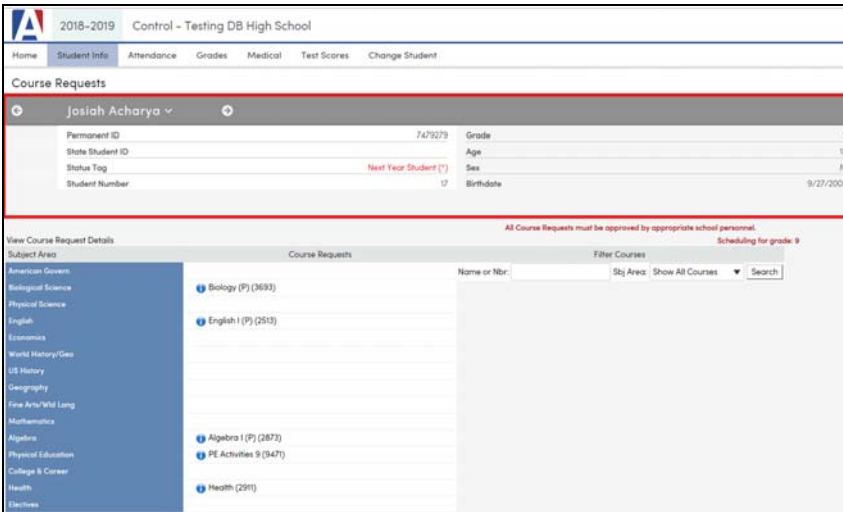 2018-2019 Control - Testing DB High School
Home Student Info Attendance Grades Medical Test Scores Change Student
Course Requests
Josiah Acharya
Permanent ID 7479279 Grade
State Student ID Age 1
Status Tag Next Year Student (*) Sex
Student Number 17 Birthdate 9/27/200
All Course Requests must be approved by appropriate school personnel.
View Course Request Details Scheduling for grade: 9
Subject Area Course Requests Filter Courses
American Govern Name or Nbr: Sbj Area: Show All Courses Search
Biological Science Biology (P) (3693)
Physical Science
English English I (P) (2513)
Economics
World History/Geo
US History
Geography
Fine Arts/Wld Lang
Mathematics
Algebra Algebra I (P) (2873)
Physical Education PE Activities 9 (9471)
College & Career
Health Health (2911)
Electives